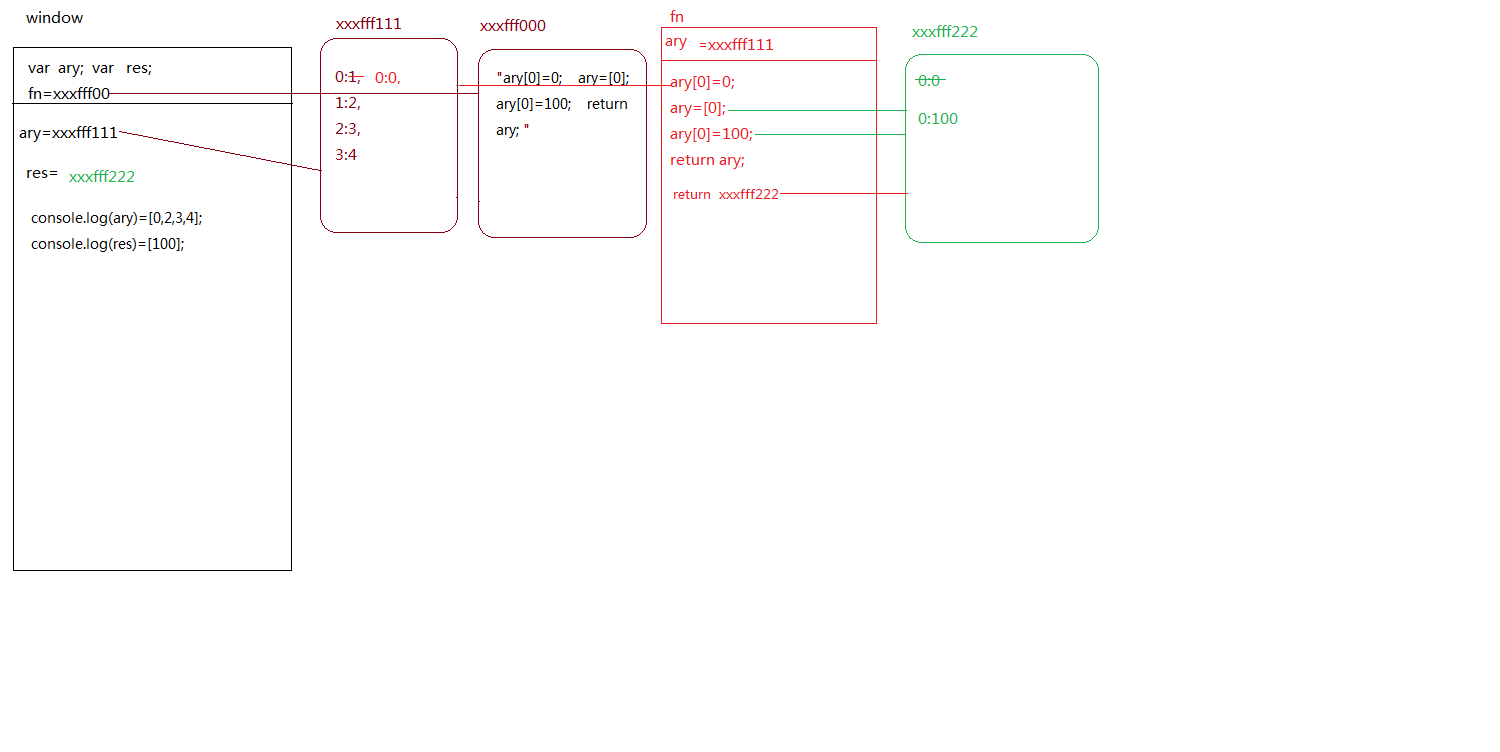 window
var ary; var res;
fn=xxxfff00
ary=xxxfff111
res= xxxfff222
console.log(ary)=[0,2,3,4];
console.log(res)=[100];
xxxfff111
0:1, 0:0,
1:2,
2:3,
3:4
xxxfff000
"ary[0]=0; ary=[0];
ary[0]=100; return
ary; "
fn
ary =xxxfff111
ary[0]=0;
ary=[0];
ary[0]=100;
return ary;
return xxxfff222
xxxfff222
0:0
0:100